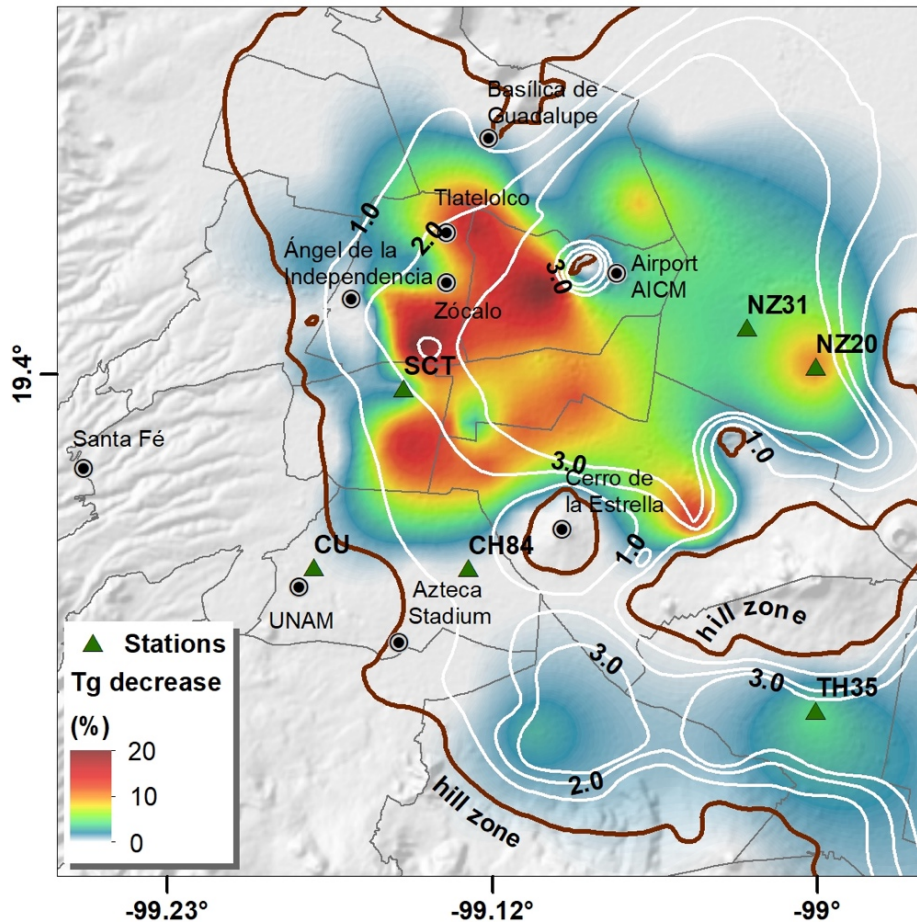 Basílica de
Guadalupe
1.0
Tlatelolco
2.0
Ángel de la
Independencia
3.0
Airport
AICM
Zócalo
NZ31
NZ20
SCT
19.4°
Santa Fé
1.0
3.0
Cerro de
la Estrella
CU
CH84
1.0
Azteca
Stadium
UNAM
hill zone
3.0
3.0
TH35
2.0
hill zone
Stations
Tg decrease
(%)
20
10
0
-99.23°
-99.12°
-99°